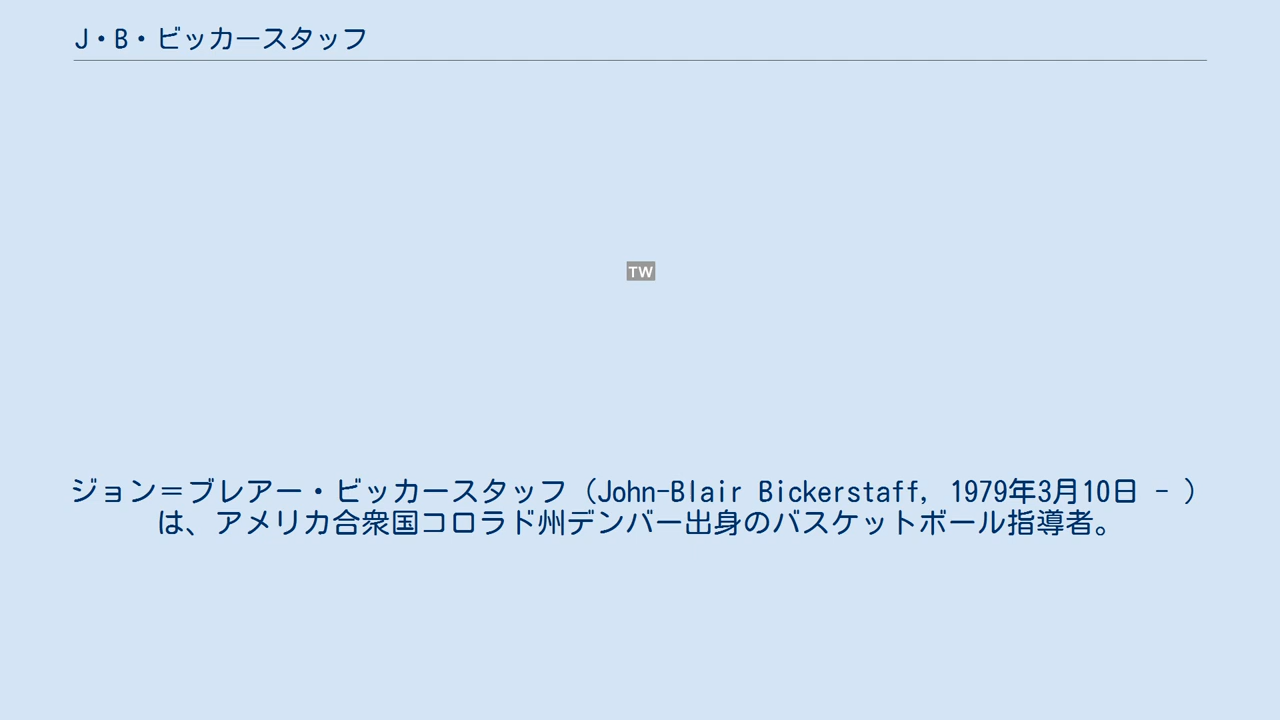 J・B・ビッカースタッフ
TW
ジョン＝ブレアー・ビッカースタッフ（John-Blair Bickerstaff, 1979年3月10日 - ）
は、アメリカ合衆国コロラド州デンバー出身のバスケットボール指導者。